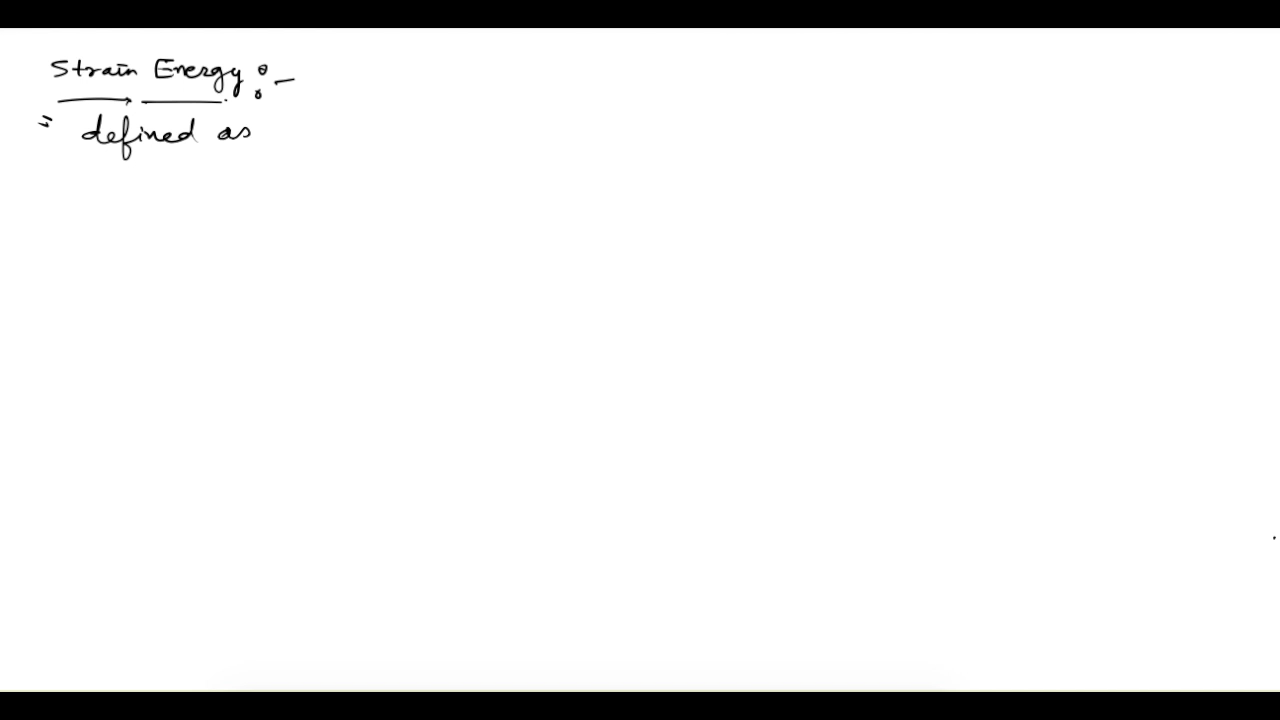 Strain Energy :-
= defined as